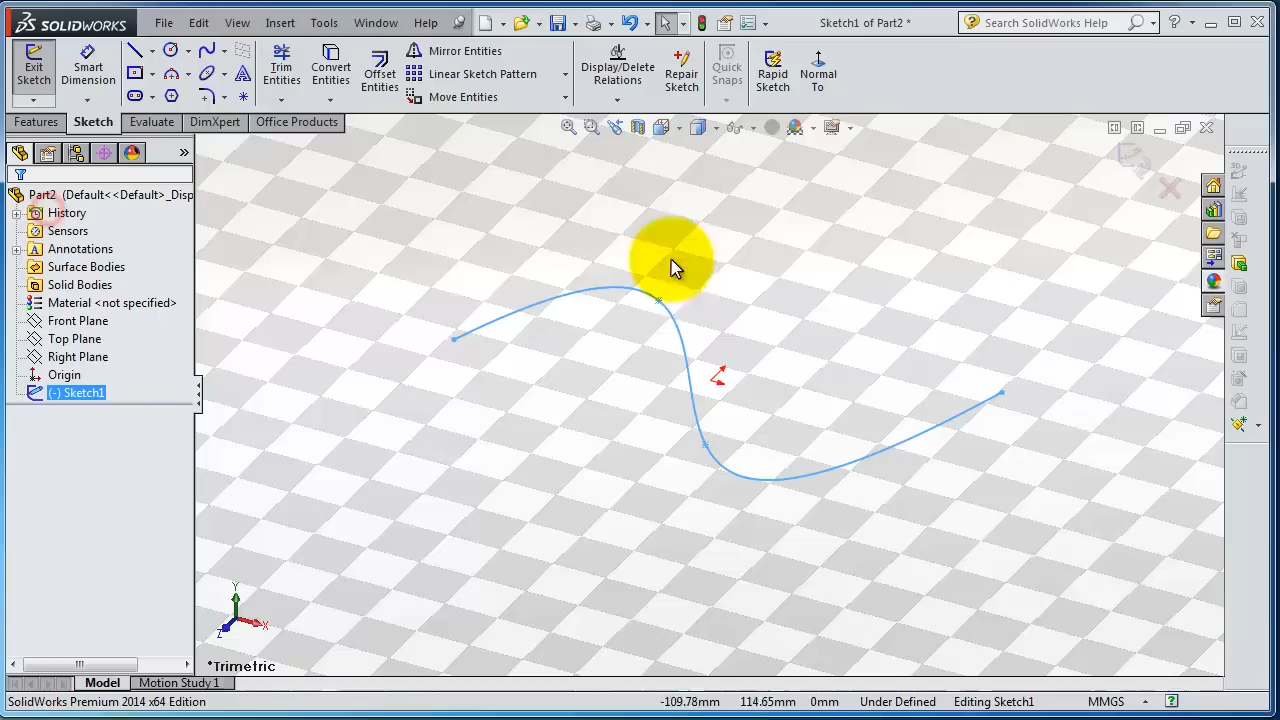 SOLIDWORKS File Edit View Insert Tools Window Help Sketch1 of Part2 * Search SolidWorks Help
Exit Sketch
Smart Dimension
Trim Entities
Convert Entities
Offset Entities
Mirror Entities
Linear Sketch Pattern
Move Entities
Display/Delete Relations
Repair Sketch
Quick Snaps
Rapid Sketch
Normal To
Features Sketch Evaluate DimXpert Office Products
Part2 (Default<<Default>_Disp
History
Sensors
A Annotations
Surface Bodies
Solid Bodies
Material <not specified>
Front Plane
Top Plane
Right Plane
Origin
(-) Sketch1
Y
X
Z
*Trimetric
Model Motion Study 1
SolidWorks Premium 2014 x64 Edition -109.78mm 114.65mm 0mm Under Defined Editing Sketch1 MMGS